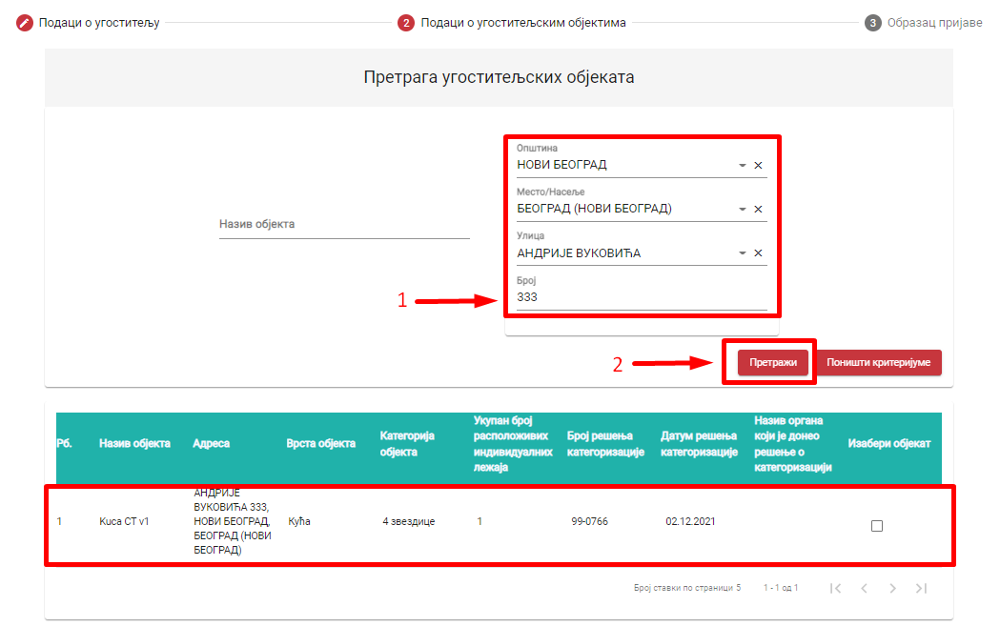 Подаци о угоститељу
2 Подаци о угоститељским објектима
3 Образац пријаве
Претрага угоститељских објеката
Назив објекта
Општина
НОВИ БЕОГРАД
Место/Насеље
БЕОГРАД (НОВИ БЕОГРАД)
Улица
АНДРИЈЕ ВУКОВИЋА
Број
333
1
2
Претражи
Поништи критеријуме
Рб.
Назив објекта
Адреса
Врста објекта
Категорија
објекта
Укупан број
расположивих
индивидуалних
лежаја
Број решења
категоризације
Датум решења
категоризације
Назив органа
који је донео
решење о
категоризацији
Изабери објекат
1
Kuca CT v1
АНДРИЈЕ
ВУКОВИЋА 333,
НОВИ БЕОГРАД,
БЕОГРАД (НОВИ
БЕОГРАД)
Кућа
4 звездице
1
99-0766
02.12.2021
Број ставки по страници 5
1 - 1 од 1